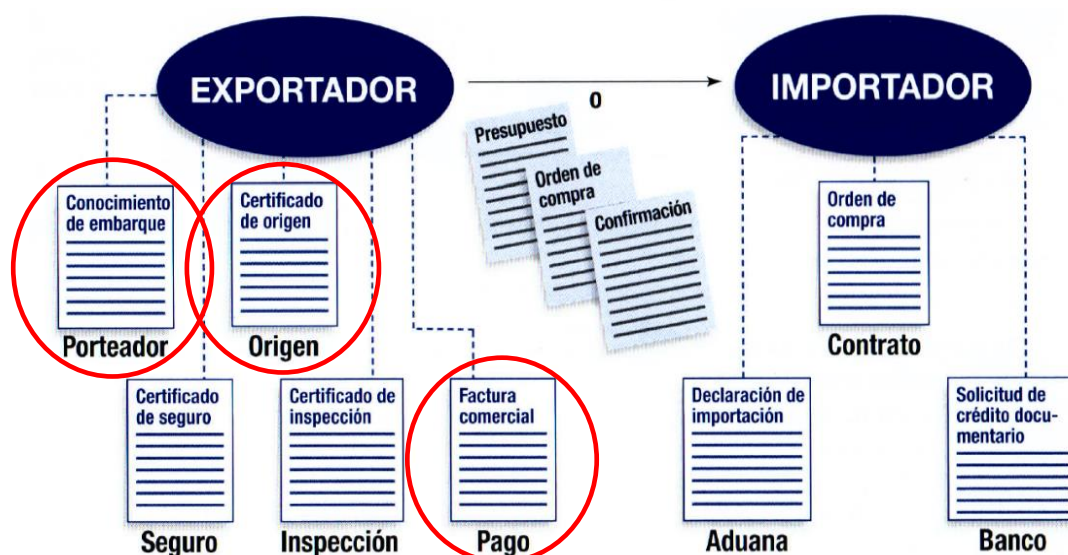 EXPORTADOR
IMPORTADOR
O
Presupuesto
Orden de
compra
Confirmación
Conocimiento
de embarque
Porteador
Certificado
de origen
Origen
Orden de
compra
Contrato
Certificado
de seguro
Seguro
Certificado de
inspección
Inspección
Factura
comercial
Pago
Declaración de
importación
Aduana
Solicitud de
crédito docu-
mentario
Banco